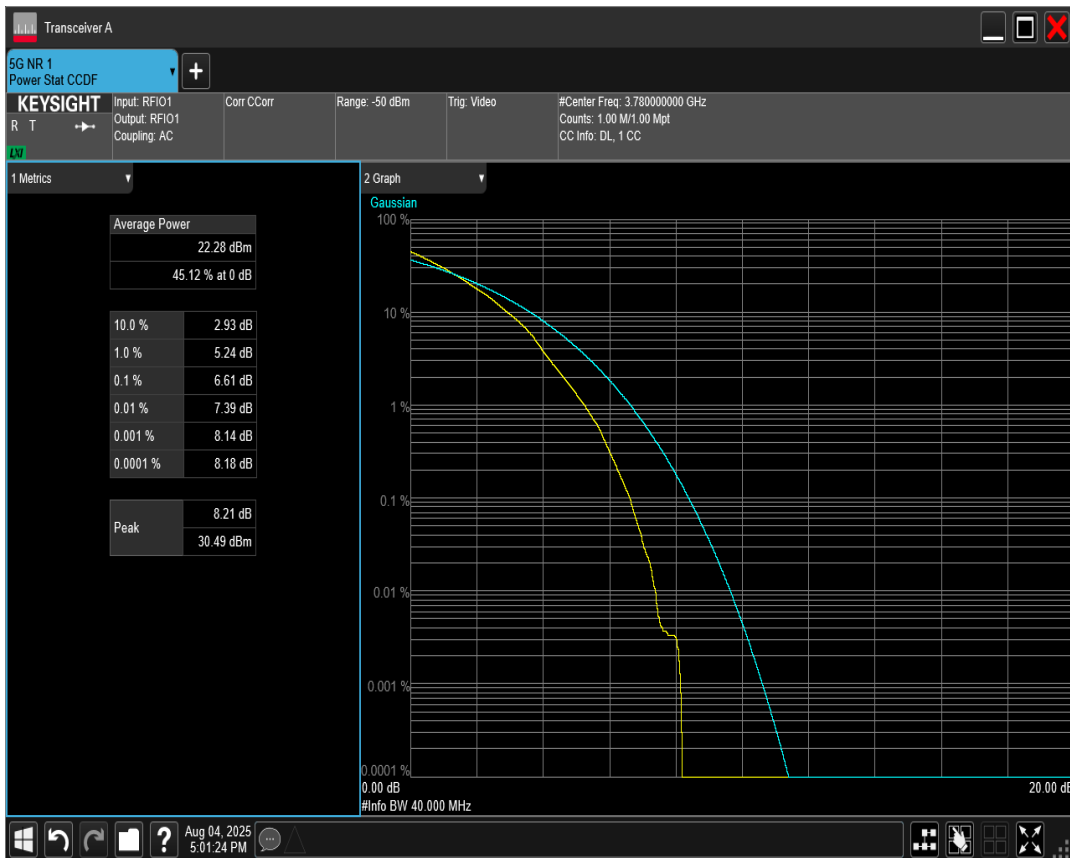 Transceiver A
5G NR 1
Power Stat CCDF
KEYSIGHT
R T
LXI
Input: RFIO1
Output: RFIO1
Coupling: AC
Corr CCorr
Range: -50 dBm
Trig: Video
#Center Freq: 3.780000000 GHz
Counts: 1.00 M/1.00 Mpt
CC Info: DL, 1 CC
1 Metrics
Average Power
22.28 dBm
45.12 % at 0 dB
10.0 % 2.93 dB
1.0 % 5.24 dB
0.1 % 6.61 dB
0.01 % 7.39 dB
0.001 % 8.14 dB
0.0001 % 8.18 dB
Peak 8.21 dB
30.49 dBm
2 Graph
Gaussian
100 %
10 %
1 %
0.1 %
0.01 %
0.001 %
0.0001 %
0.00 dB
20.00 dB
#Info BW 40.000 MHz
?
Aug 04, 2025
5:01:24 PM